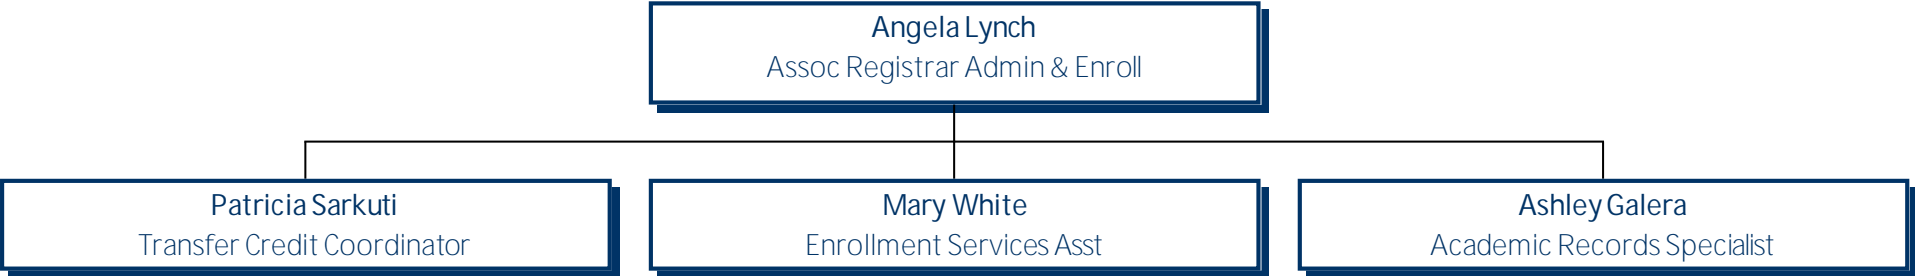 Angela Lynch
Assoc Registrar Admin & Enroll
Patricia Sarkuti
Transfer Credit Coordinator
Mary White
Enrollment Services Asst
Ashley Galera
Academic Records Specialist